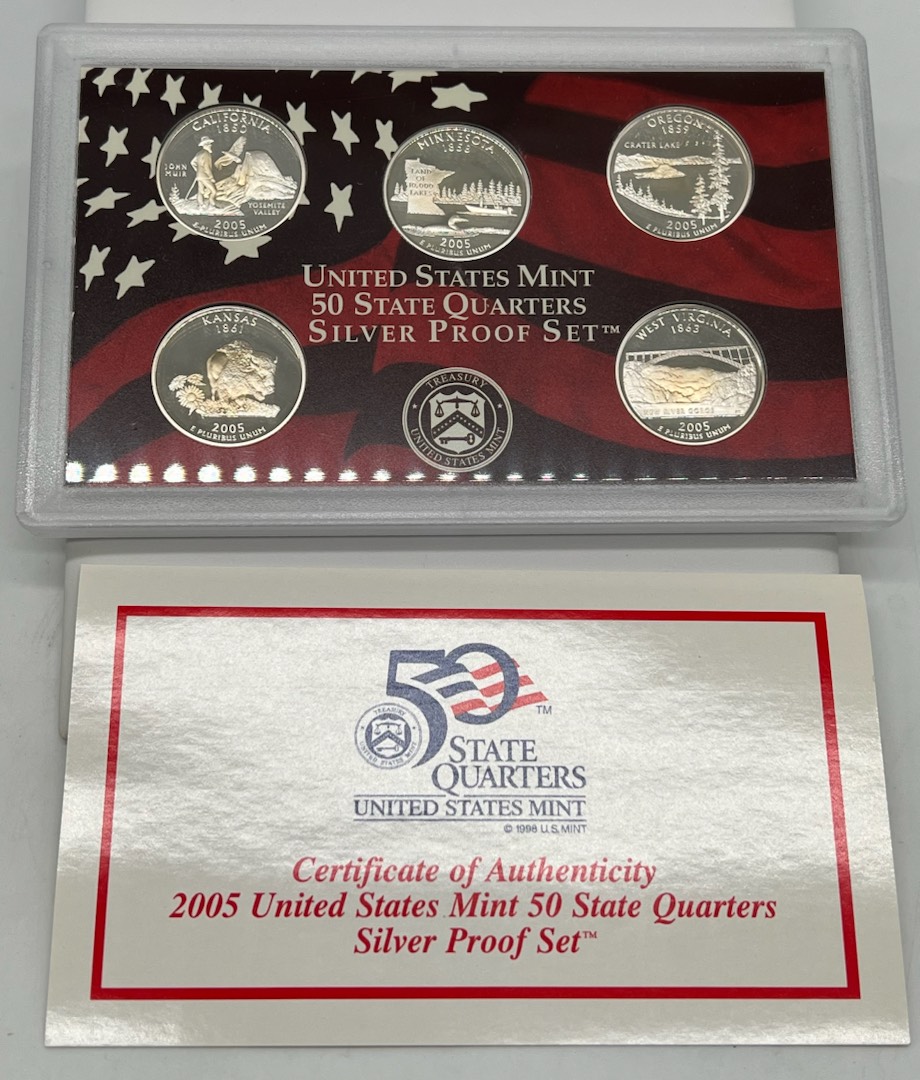 CALIFORNIA
1850
JOHN
MUIR
YOSEMITE
VALLEY
2005
E PLURIBUS UNUM
MINNESOTA
1858
LAND
OF
10,000
LAKES
2005
E PLURIBUS UNUM
OREGON
1859
CRATER LAKE
2005
E PLURIBUS UNUM
UNITED STATES MINT
50 STATE QUARTERS
SILVER PROOF SET™
KANSAS
1861
2005
E PLURIBUS UNUM
TREASURY
UNITED STATES MINT
WEST VIRGINIA
1863
NEW RIVER GORGE
2005
E PLURIBUS UNUM
50 TM
TREASURY
UNITED STATES MINT
STATE
QUARTERS
UNITED STATES MINT
© 1998 U.S. MINT
Certificate of Authenticity
2005 United States Mint 50 State Quarters
Silver Proof Set™